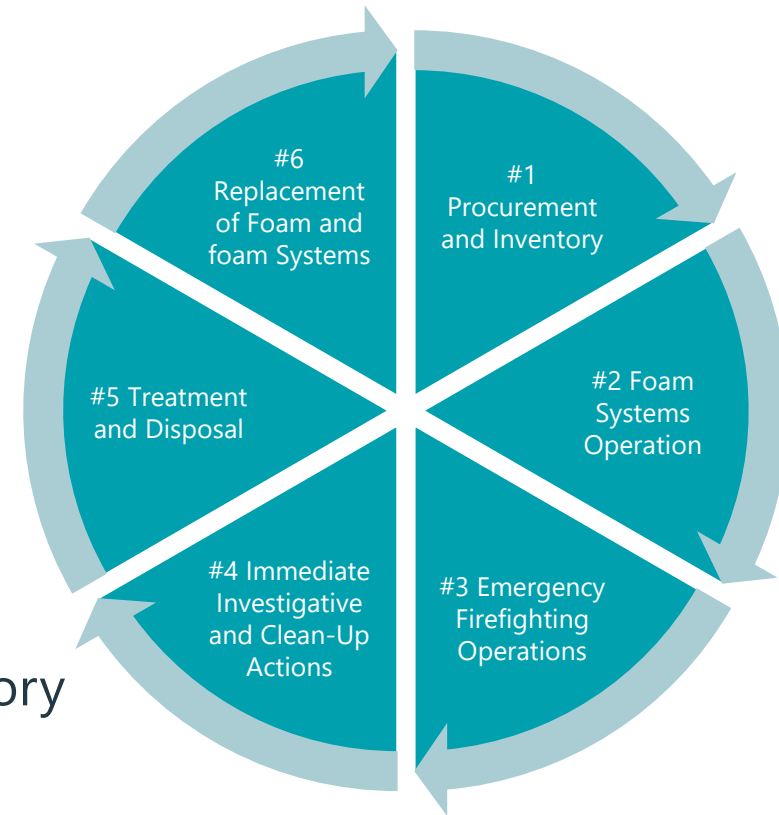 #1
Procurement
and Inventory
#2 Foam
Systems
Operation
#3 Emergency
Firefighting
Operations
#4 Immediate
Investigative
and Clean-Up
Actions
#5 Treatment
and Disposal
#6
Replacement
of Foam and
foam Systems
ory